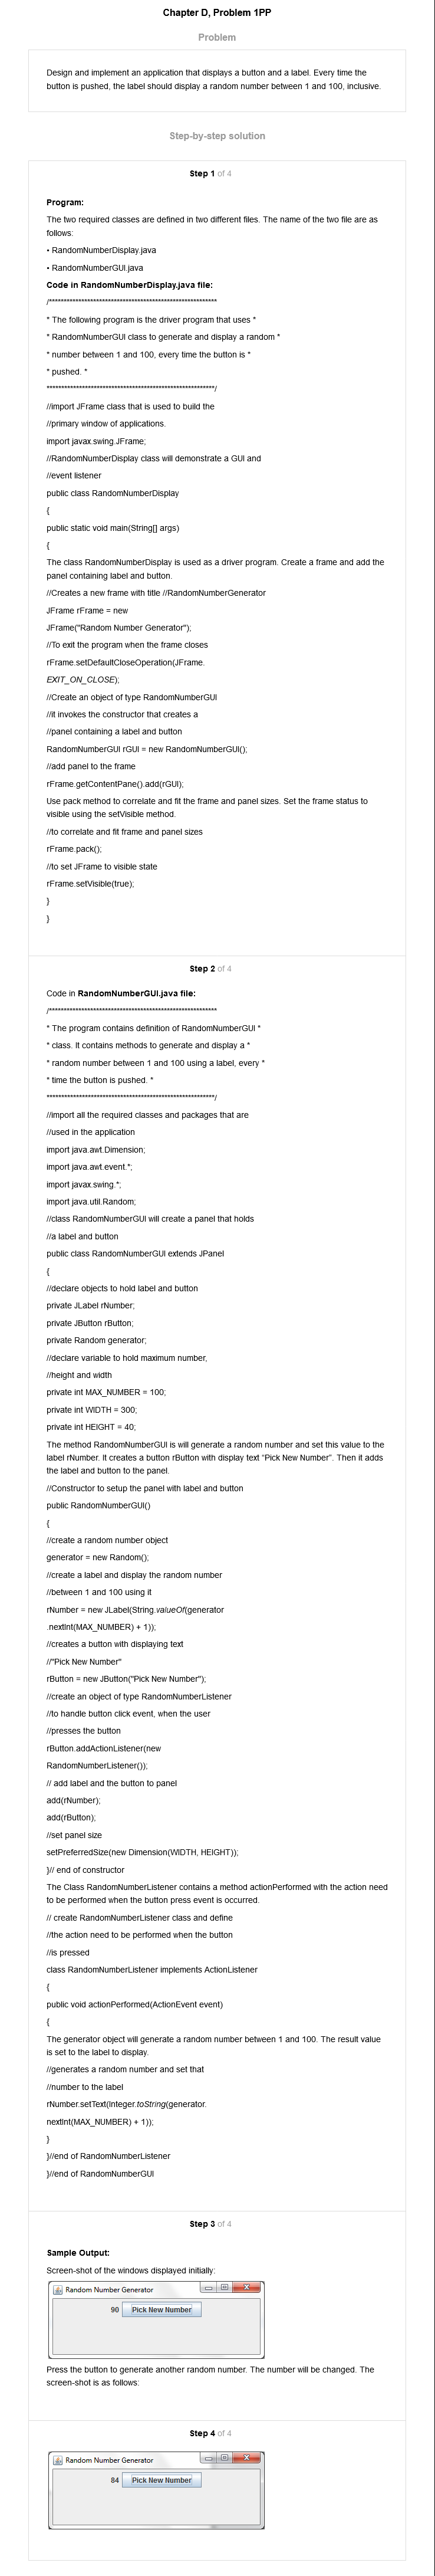 Chapter D, Problem 1PP
Problem
Design and implement an application that displays a button and a label. Every time the
button is pushed, the label should display a random number between 1 and 100, inclusive.
Step-by-step solution
Step 1 of 4
Program:
The two required classes are defined in two different files. The name of the two file are as
follows:
• RandomNumberDisplay.java
• RandomNumberGUI.java
Code in RandomNumberDisplay.java file:
/*********************************************************
* The following program is the driver program that uses *
* RandomNumberGUI class to generate and display a random *
* number between 1 and 100, every time the button is *
* pushed. *
*********************************************************/
//import JFrame class that is used to build the
//primary window of applications.
import javax.swing.JFrame;
//RandomNumberDisplay class will demonstrate a GUI and
//event listener
public class RandomNumberDisplay
{
public static void main(String[] args)
{
The class RandomNumberDisplay is used as a driver program. Create a frame and add the
panel containing label and button.
//Creates a new frame with title //RandomNumberGenerator
JFrame rFrame = new
JFrame("Random Number Generator");
//To exit the program when the frame closes
rFrame.setDefaultCloseOperation(JFrame.
EXIT_ON_CLOSE);
//Create an object of type RandomNumberGUI
//it invokes the constructor that creates a
//panel containing a label and button
RandomNumberGUI rGUI = new RandomNumberGUI();
//add panel to the frame
rFrame.getContentPane().add(rGUI);
Use pack method to correlate and fit the frame and panel sizes. Set the frame status to
visible using the setVisible method.
//to correlate and fit frame and panel sizes
rFrame.pack();
//to set JFrame to visible state
rFrame.setVisible(true);
}
}
Step 2 of 4
Code in RandomNumberGUI.java file:
/*********************************************************
* The program contains definition of RandomNumberGUI *
* class. It contains methods to generate and display a *
* random number between 1 and 100 using a label, every *
* time the button is pushed. *
*********************************************************/
//import all the required classes and packages that are
//used in the application
import java.awt.Dimension;
import java.awt.event.*;
import javax.swing.*;
import java.util.Random;
//class RandomNumberGUI will create a panel that holds
//a label and button
public class RandomNumberGUI extends JPanel
{
//declare objects to hold label and button
private JLabel rNumber;
private JButton rButton;
private Random generator;
//declare variable to hold maximum number,
//height and width
private int MAX_NUMBER = 100;
private int WIDTH = 300;
private int HEIGHT = 40;
The method RandomNumberGUI is will generate a random number and set this value to the
label rNumber. It creates a button rButton with display text “Pick New Number”. Then it adds
the label and button to the panel.
//Constructor to setup the panel with label and button
public RandomNumberGUI()
{
//create a random number object
generator = new Random();
//create a label and display the random number
//between 1 and 100 using it
rNumber = new JLabel(String.valueOf(generator
.nextInt(MAX_NUMBER) + 1));
//creates a button with displaying text
//"Pick New Number"
rButton = new JButton("Pick New Number");
//create an object of type RandomNumberListener
//to handle button click event, when the user
//presses the button
rButton.addActionListener(new
RandomNumberListener());
// add label and the button to panel
add(rNumber);
add(rButton);
//set panel size
setPreferredSize(new Dimension(WIDTH, HEIGHT));
}// end of constructor
The Class RandomNumberListener contains a method actionPerformed with the action need
to be performed when the button press event is occurred.
// create RandomNumberListener class and define
//the action need to be performed when the button
//is pressed
class RandomNumberListener implements ActionListener
{
public void actionPerformed(ActionEvent event)
{
The generator object will generate a random number between 1 and 100. The result value
is set to the label to display.
//generates a random number and set that
//number to the label
rNumber.setText(Integer.toString(generator.
nextInt(MAX_NUMBER) + 1));
}
}//end of RandomNumberListener
}//end of RandomNumberGUI
Step 3 of 4
Sample Output:
Screen-shot of the windows displayed initially:
Random Number Generator
90 Pick New Number
Press the button to generate another random number. The number will be changed. The
screen-shot is as follows:
Step 4 of 4
Random Number Generator
84 Pick New Number